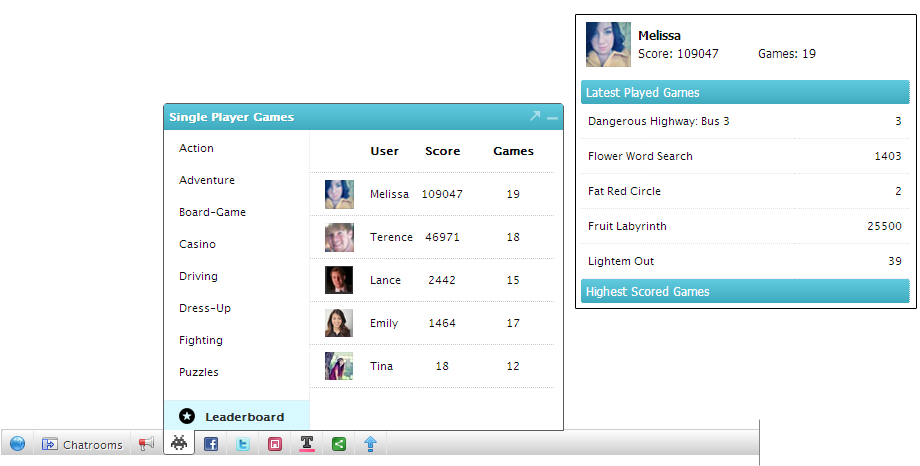 Melissa
Score: 109047 Games: 19
Latest Played Games
Dangerous Highway: Bus 3 3
Flower Word Search 1403
Fat Red Circle 2
Fruit Labyrinth 25500
Lightem Out 39
Highest Scored Games
Single Player Games
Action
Adventure
Board-Game
Casino
Driving
Dress-Up
Fighting
Puzzles
Leaderboard
User Score Games
Melissa 109047 19
Terence 46971 18
Lance 2442 15
Emily 1464 17
Tina 18 12
Chatrooms